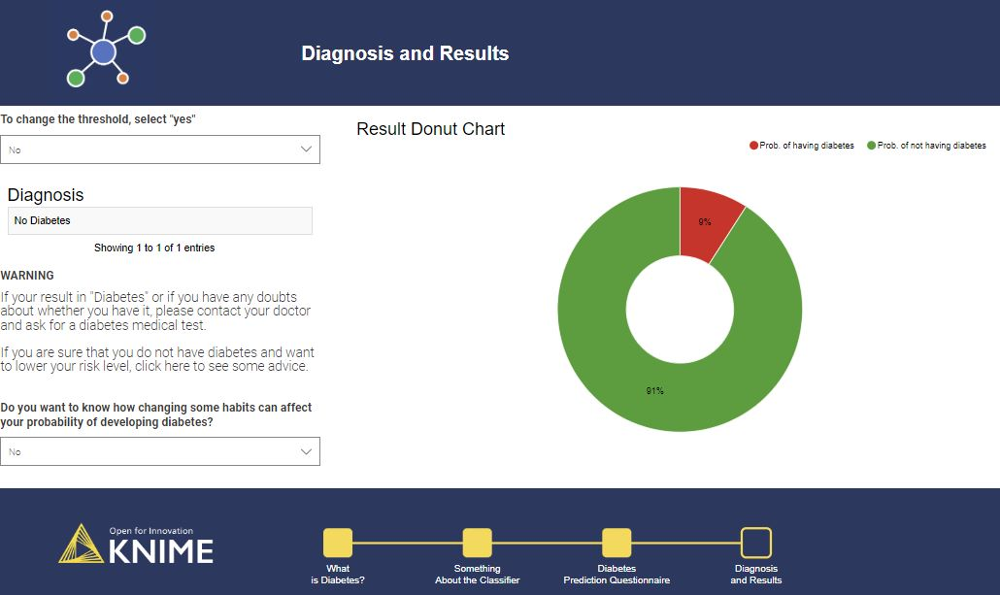 Diagnosis and Results
To change the threshold, select "yes"
No
Diagnosis
No Diabetes
Showing 1 to 1 of 1 entries
WARNING
If your result in "Diabetes" or if you have any doubts
about whether you have it, please contact your doctor
and ask for a diabetes medical test.
If you are sure that you do not have diabetes and want
to lower your risk level, click here to see some advice.
Do you want to know how changing some habits can affect
your probability of developing diabetes?
No
Result Donut Chart
Prob. of having diabetes
Prob. of not having diabetes
9%
91%
Open for Innovation
KNIME
What
is Diabetes?
Something
About the Classifier
Diabetes
Prediction Questionnaire
Diagnosis
and Results